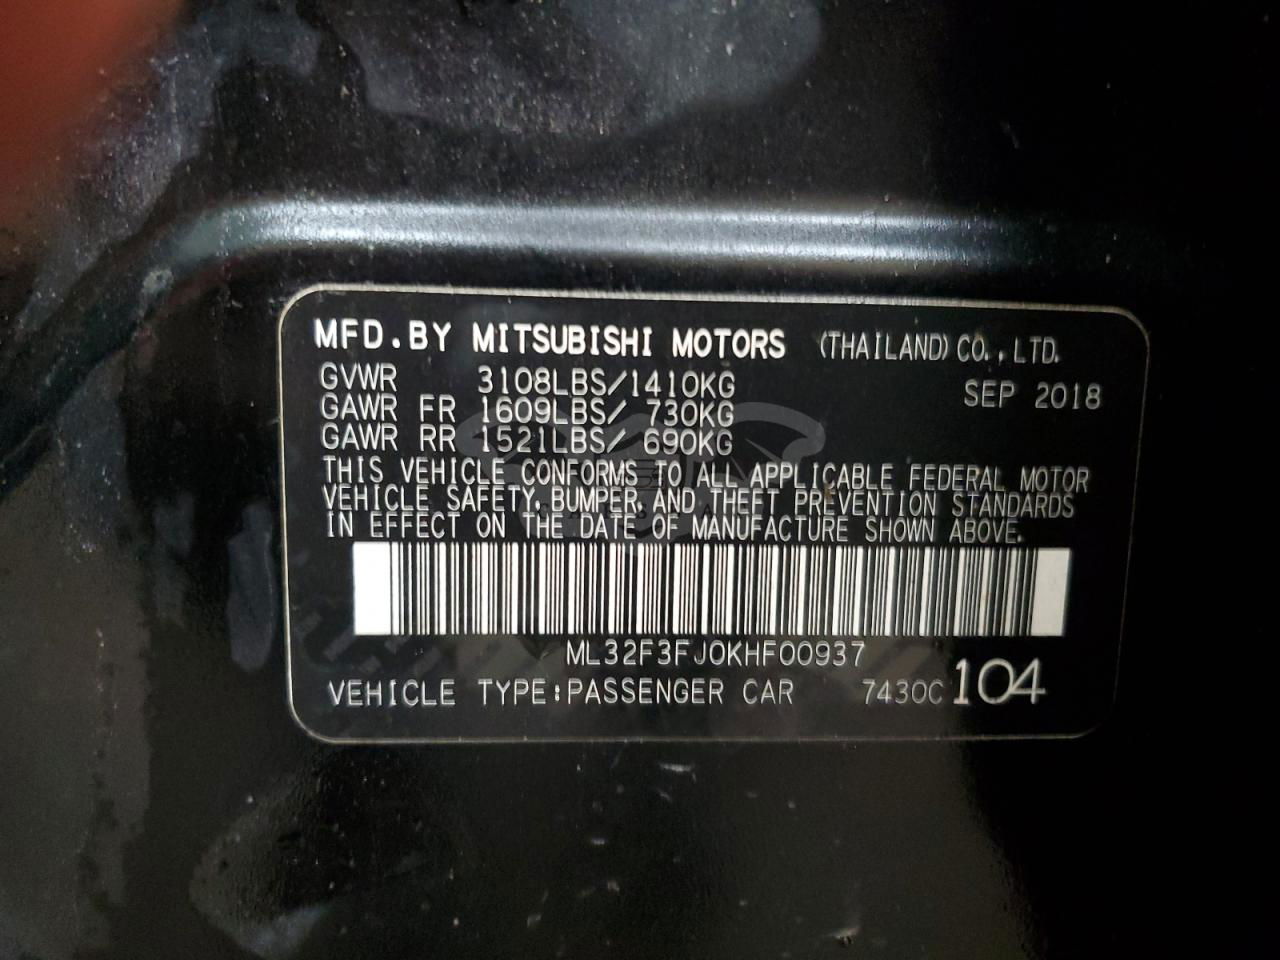 MFD.BY MITSUBISHI MOTORS (THAILAND)CO.,LTD.
GVWR 3108LBS/1410KG SEP 2018
GAWR FR 1609LBS/ 730KG
GAWR RR 1521LBS/ 690KG
THIS VEHICLE CONFORMS TO ALL APPLICABLE FEDERAL MOTOR
VEHICLE SAFETY, BUMPER, AND THEFT PREVENTION STANDARDS
IN EFFECT ON THE DATE OF MANUFACTURE SHOWN ABOVE.
ML32F3FJ0KHF00937
VEHICLE TYPE:PASSENGER CAR 7430C 104